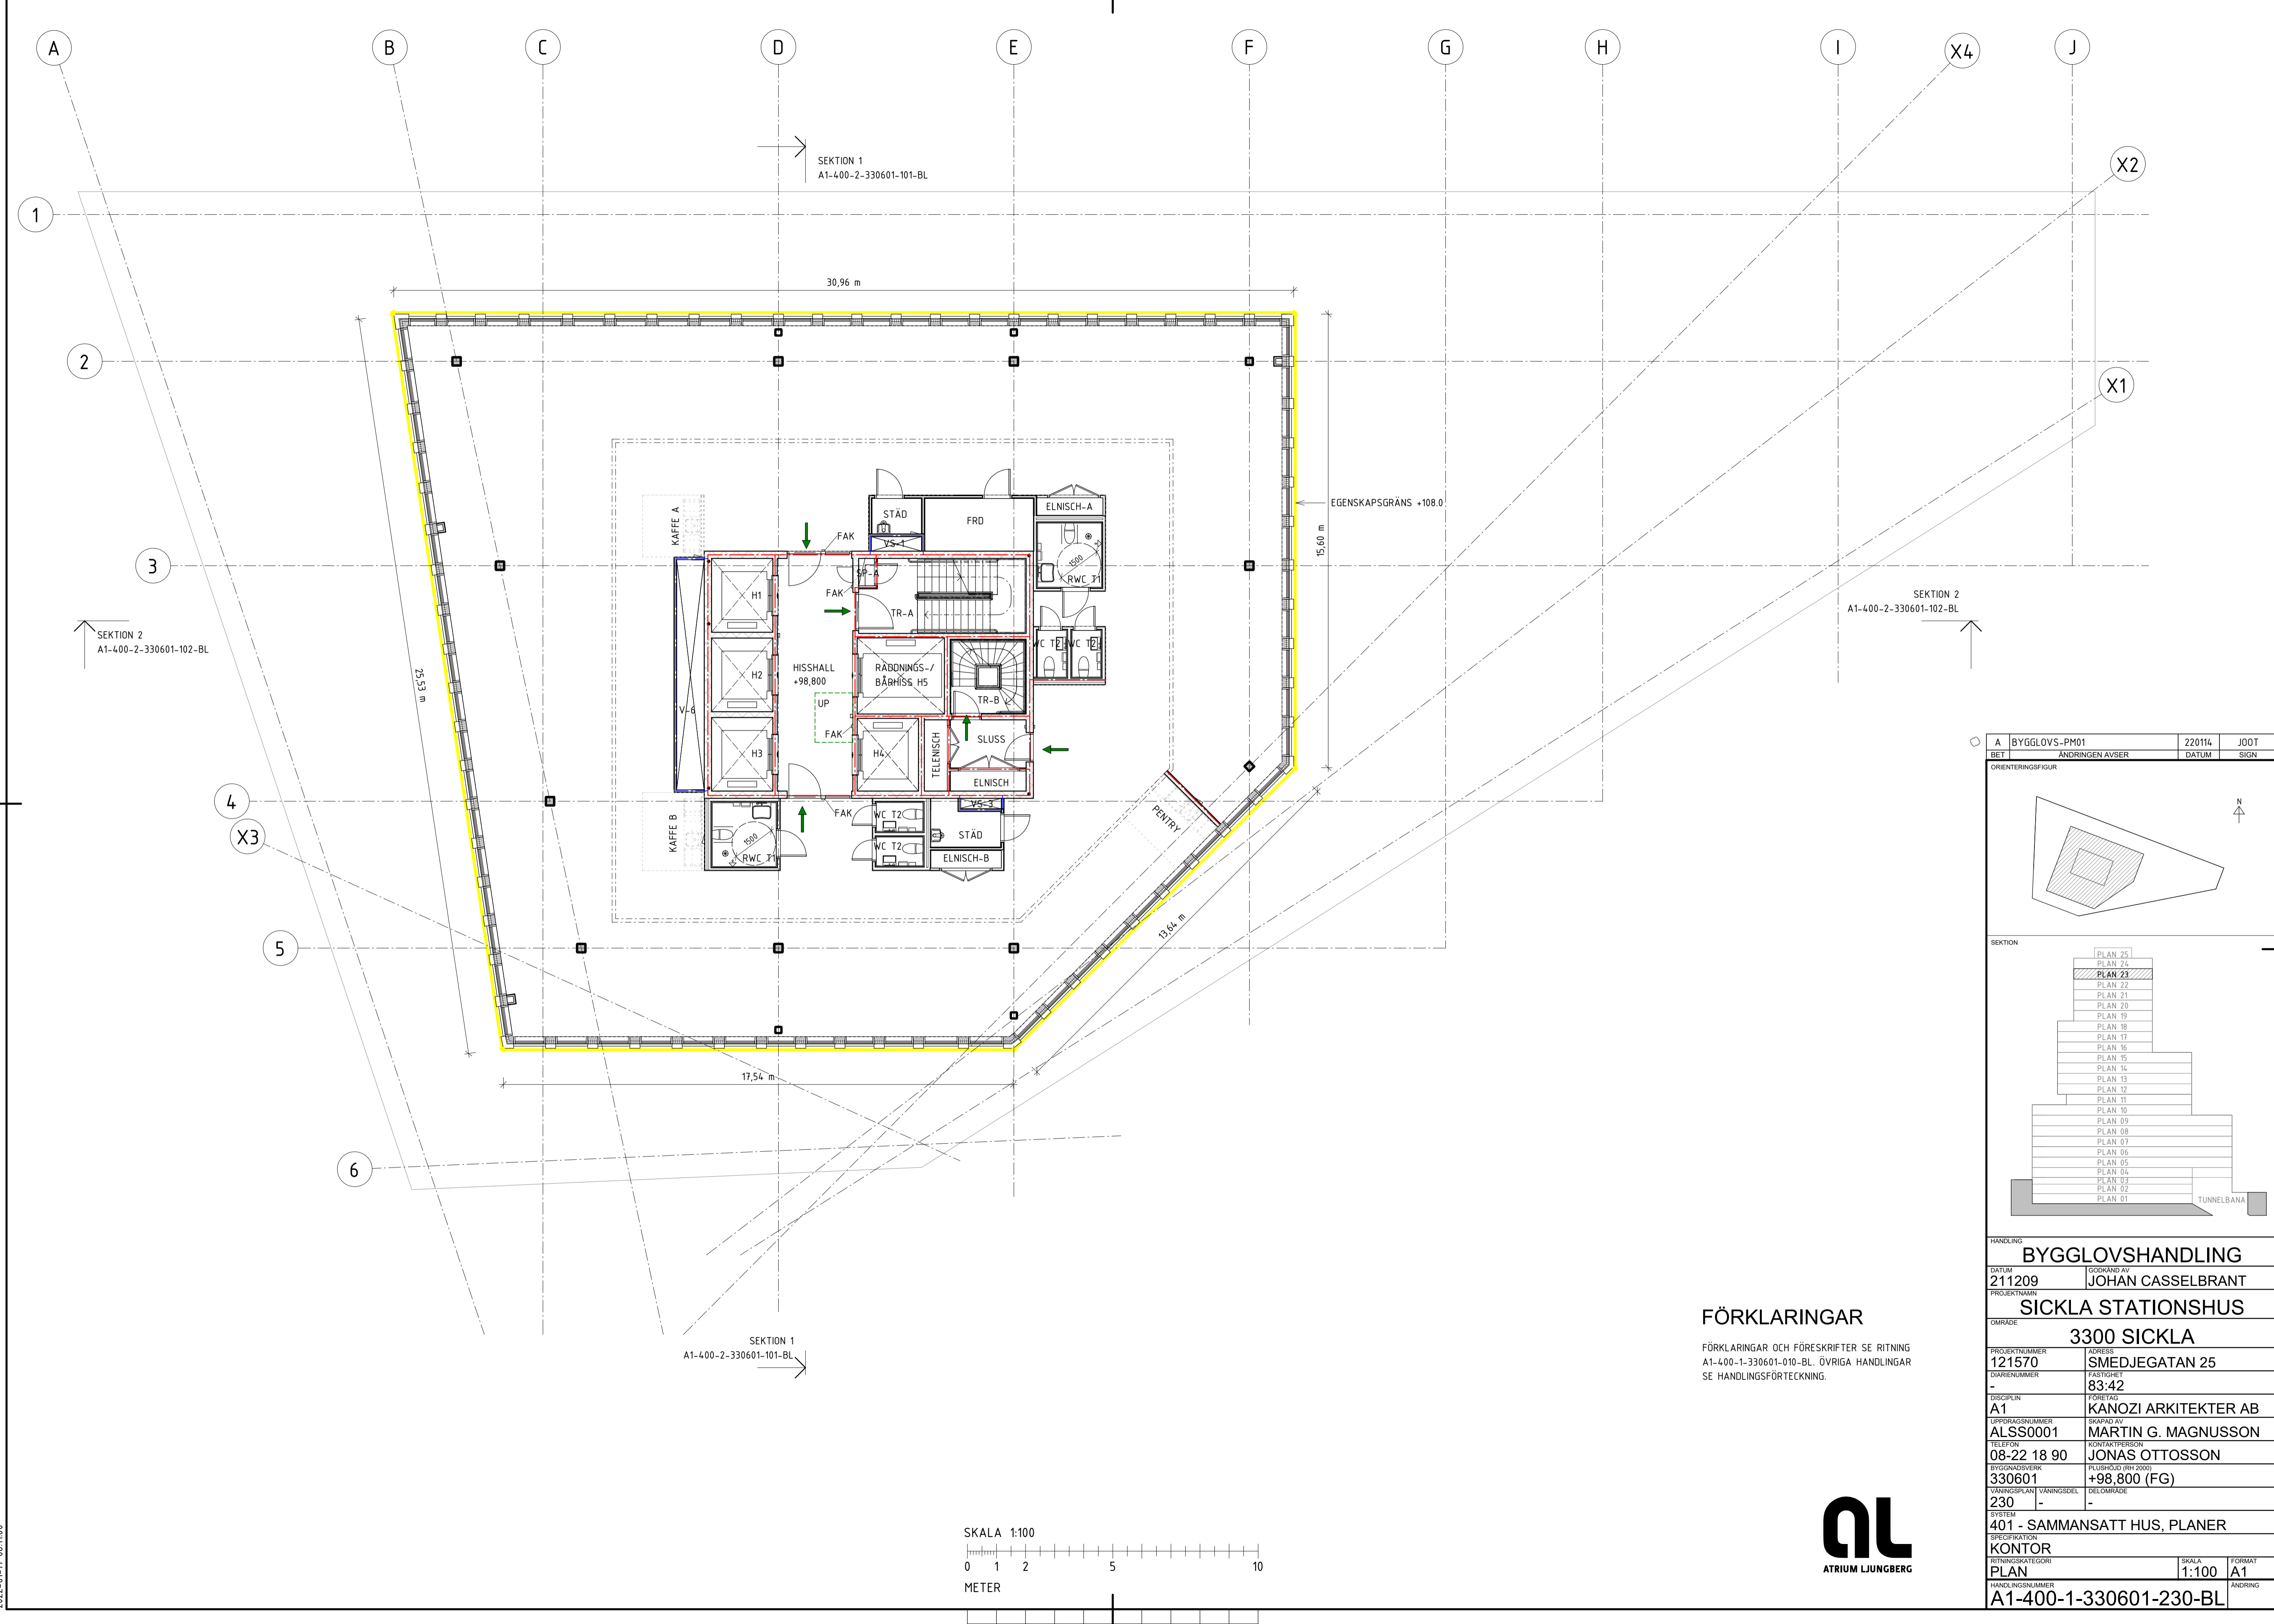 A
B
C
D
E
F
G
H
I
X4
J
X2
SEKTION 1
A1-400-2-330601-101-BL
1
30,96 m
2
X1
EGENSKAPSGRÄNS +108.0
15,60 m
KAFFE A
STÄD
FRD
ELNISCH-A
FAK
VS-1
3
SP-A
1500
RWC T1
H1
FAK
TR-A
SEKTION 2
A1-400-2-330601-102-BL
SEKTION 2
A1-400-2-330601-102-BL
WC T2
WC T2
25,53 m
H2
HISSHALL
+98,800
RÄDDNINGS-/
BÅRHISS H5
V-6
UP
TR-B
FAK
H3
H4
TELENISCH
SLUSS
ELNISCH
4
VS-3
FAK
WC T2
PENTRY
X3
KAFFE B
1500
RWC T1
WC T2
STÄD
ELNISCH-B
13,64 m
5
17,54 m
6
SEKTION 1
A1-400-2-330601-101-BL
FÖRKLARINGAR
FÖRKLARINGAR OCH FÖRESKRIFTER SE RITNING
A1-400-1-330601-010-BL. ÖVRIGA HANDLINGAR
SE HANDLINGSFÖRTECKNING.
SKALA 1:100
0 1 2 5 10
METER
AL
ATRIUM LJUNGBERG
A BYGGLOVS-PM01 220114 JOOT
BET ÄNDRINGEN AVSER DATUM SIGN
ORIENTERINGSFIGUR
N
SEKTION
PLAN 25
PLAN 24
PLAN 23
PLAN 22
PLAN 21
PLAN 20
PLAN 19
PLAN 18
PLAN 17
PLAN 16
PLAN 15
PLAN 14
PLAN 13
PLAN 12
PLAN 11
PLAN 10
PLAN 09
PLAN 08
PLAN 07
PLAN 06
PLAN 05
PLAN 04
PLAN 03
PLAN 02
PLAN 01
TUNNELBANA
HANDLING
BYGGLOVSHANDLING
DATUM GODKÄND AV
211209 JOHAN CASSELBRANT
PROJEKTNAMN
SICKLA STATIONSHUS
OMRÅDE
3300 SICKLA
PROJEKTNUMMER ADRESS
121570 SMEDJEGATAN 25
DIARIENUMMER FASTIGHET
- 83:42
DISCIPLIN FÖRETAG
A1 KANOZI ARKITEKTER AB
UPPDRAGSNUMMER SKAPAD AV
ALSS0001 MARTIN G. MAGNUSSON
TELEFON KONTAKTPERSON
08-22 18 90 JONAS OTTOSSON
BYGGNADSVERK PLUSHÖJD (RH 2000)
330601 +98,800 (FG)
VÅNINGSPLAN VÅNINGSDEL DELOMRÅDE
230 - -
SYSTEM
401 - SAMMANSATT HUS, PLANER
SPECIFIKATION
KONTOR
RITNINGSKATEGORI SKALA FORMAT
PLAN 1:100 A1
HANDLINGSNUMMER ÄNDRING
A1-400-1-330601-230-BL